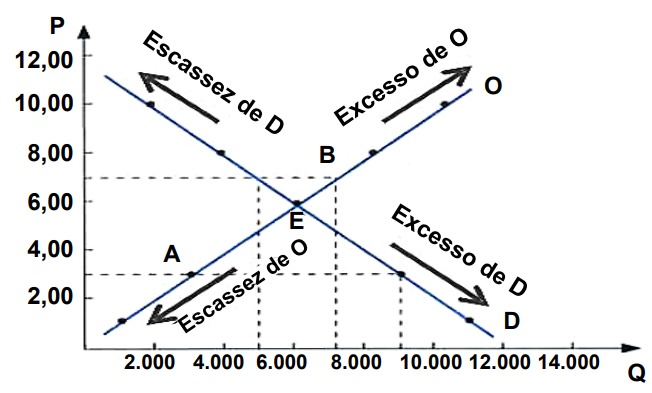 P
12,00
10,00
8,00
6,00
4,00
2,00
Escassez de D
Excesso de O
O
B
E
A
Escassez de O
Excesso de D
D
2.000 4.000 6.000 8.000 10.000 12.000 14.000
Q